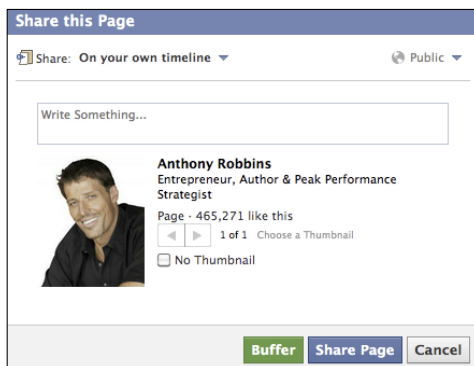 Share this Page
Share: On your own timeline
Public
Write Something...
Anthony Robbins
Entrepreneur, Author & Peak Performance
Strategist
Page · 465,271 like this
1 of 1 Choose a Thumbnail
No Thumbnail
Buffer Share Page Cancel